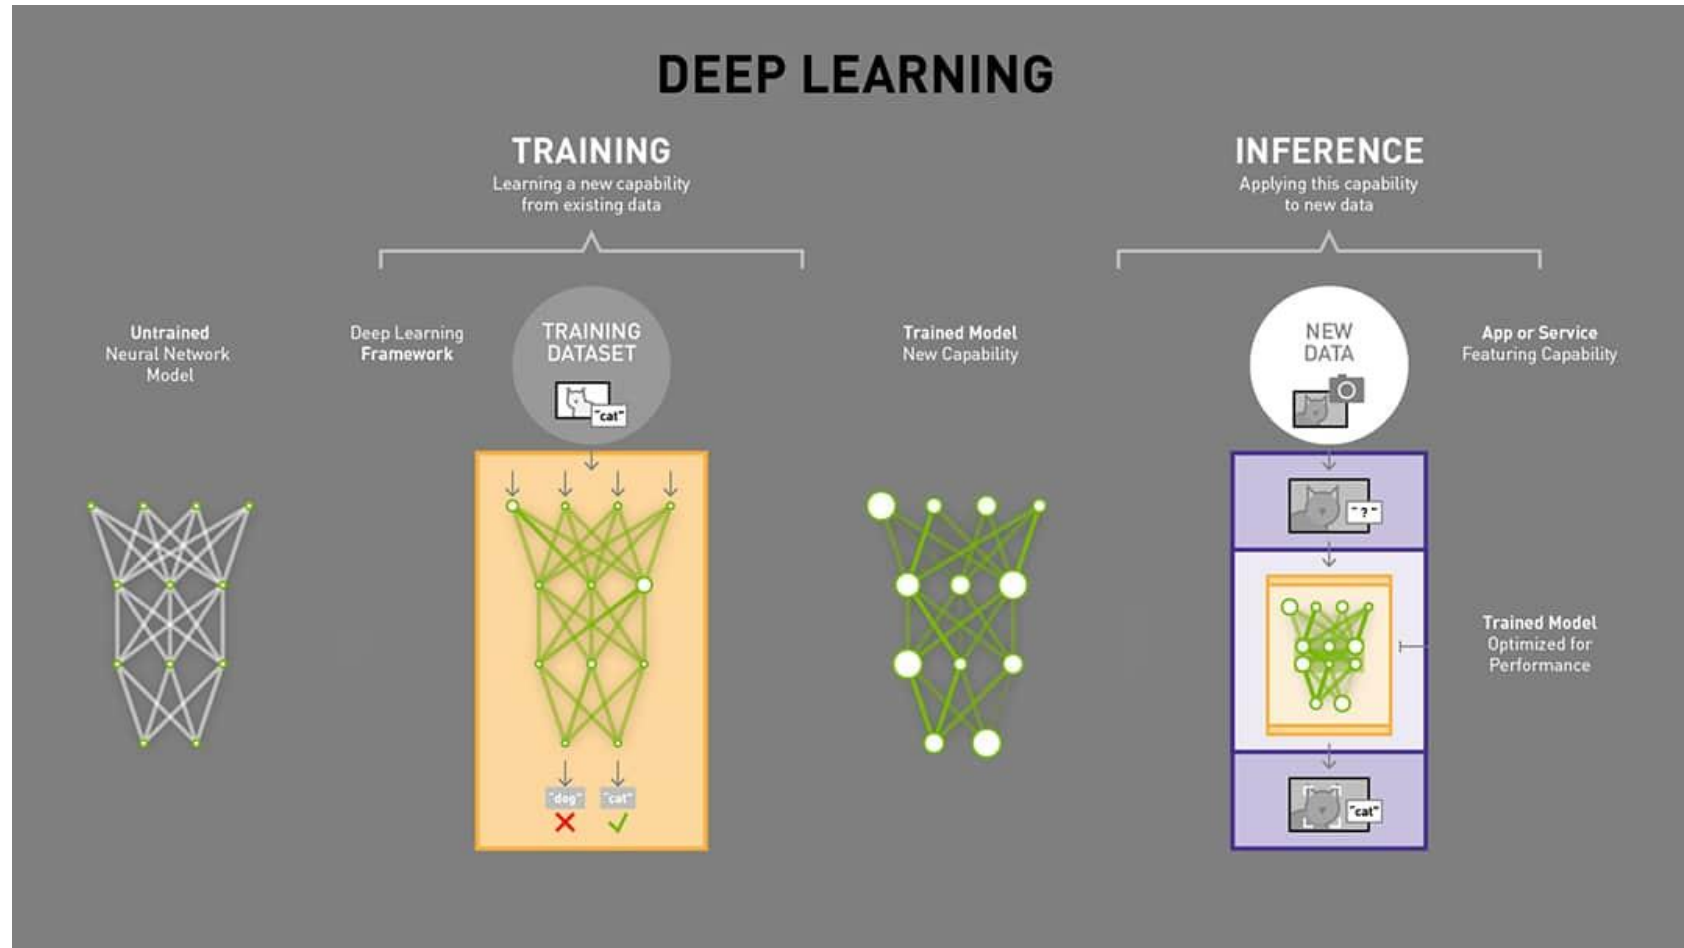 DEEP LEARNING
TRAINING
Learning a new capability
from existing data
INFERENCE
Applying this capability
to new data
Untrained
Neural Network
Model
Deep Learning
Framework
TRAINING
DATASET
"cat"
Trained Model
New Capability
NEW
DATA
App or Service
Featuring Capability
"?"
Trained Model
Optimized for
Performance
"dog"
"cat"
"cat"